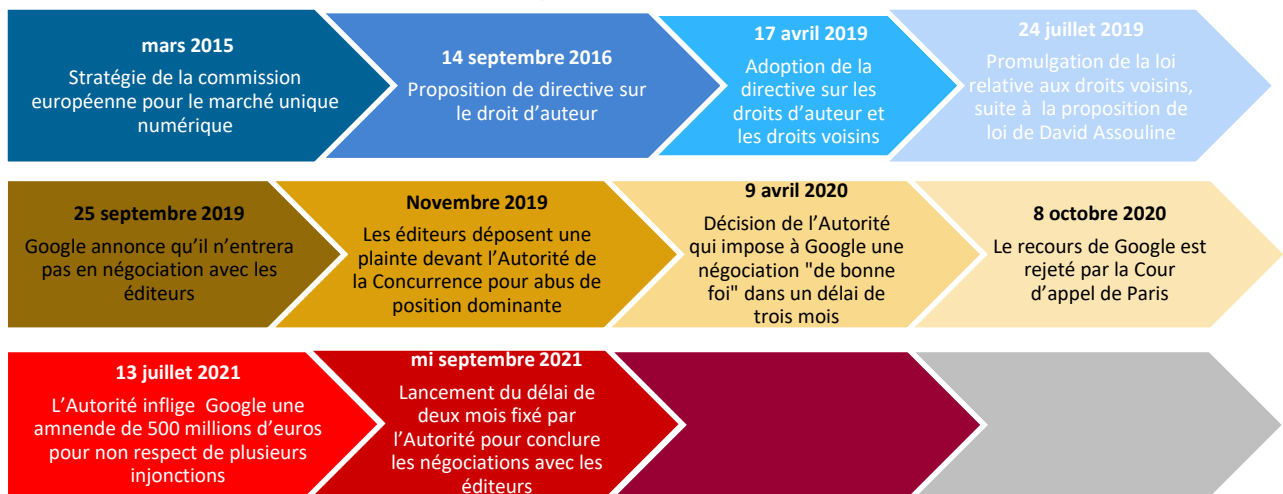 mars 2015
Stratégie de la commission
européenne pour le marché unique
numérique
14 septembre 2016
Proposition de directive sur
le droit d'auteur
17 avril 2019
Adoption de la
directive sur les
droits d'auteur et
les droits voisins
24 juillet 2019
Promulgation de la loi
relative aux droits voisins,
suite à la proposition de
loi de David Assouline
25 septembre 2019
Google annonce qu'il n'entrera
pas en négociation avec les
éditeurs
Novembre 2019
Les éditeurs déposent une
plainte devant l'Autorité de
la Concurrence pour abus de
position dominante
9 avril 2020
Décision de l'Autorité
qui impose à Google une
négociation "de bonne
foi" dans un délai de
trois mois
8 octobre 2020
Le recours de Google est
rejeté par la Cour
d'appel de Paris
13 juillet 2021
L'Autorité inflige Google une
amnende de 500 millions d'euros
pour non respect de plusieurs
injonctions
mi septembre 2021
Lancement du délai de
deux mois fixé par
l'Autorité pour conclure
les négociations avec les
éditeurs